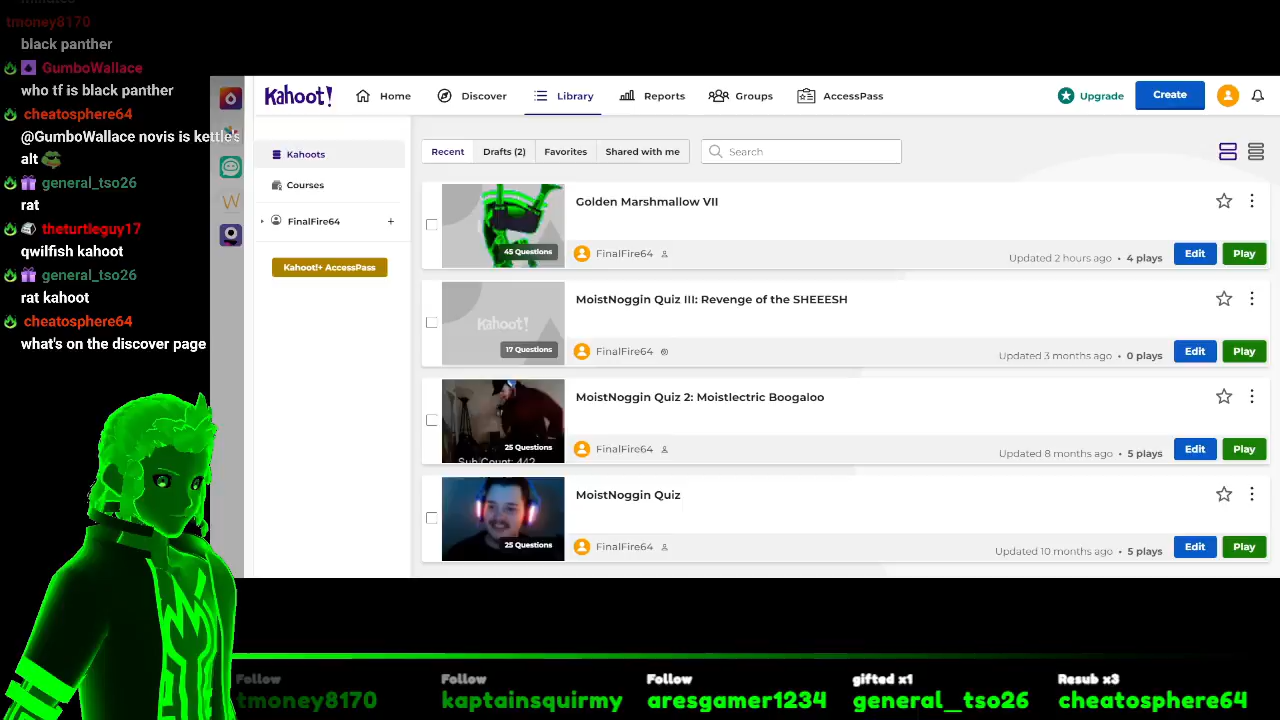 minutes
tmoney8170
black panther
GumboWallace
who tf is black panther
cheatosphere64
@GumboWallace novis is kettle's
alt
general_tso26
rat
theturtleguy17
qwilfish kahoot
general_tso26
rat kahoot
cheatosphere64
what's on the discover page
Kahoot!
Home
Discover
Library
Reports
Groups
AccessPass
Upgrade
Create
W
Kahoots
Courses
FinalFire64
+
Kahoot!+ AccessPass
Recent
Drafts (2)
Favorites
Shared with me
Search
45 Questions
Golden Marshmallow VII
FinalFire64
Updated 2 hours ago • 4 plays
Edit
Play
Kahoot!
17 Questions
MoistNoggin Quiz III: Revenge of the SHEEESH
FinalFire64
Updated 3 months ago • 0 plays
Edit
Play
25 Questions
Sub Count: 442
MoistNoggin Quiz 2: Moistlectric Boogaloo
FinalFire64
Updated 8 months ago • 5 plays
Edit
Play
25 Questions
MoistNoggin Quiz
FinalFire64
Updated 10 months ago • 5 plays
Edit
Play
Follow
tmoney8170
Follow
kaptainsquirmy
Follow
aresgamer1234
gifted x1
general_tso26
Resub x3
cheatosphere64